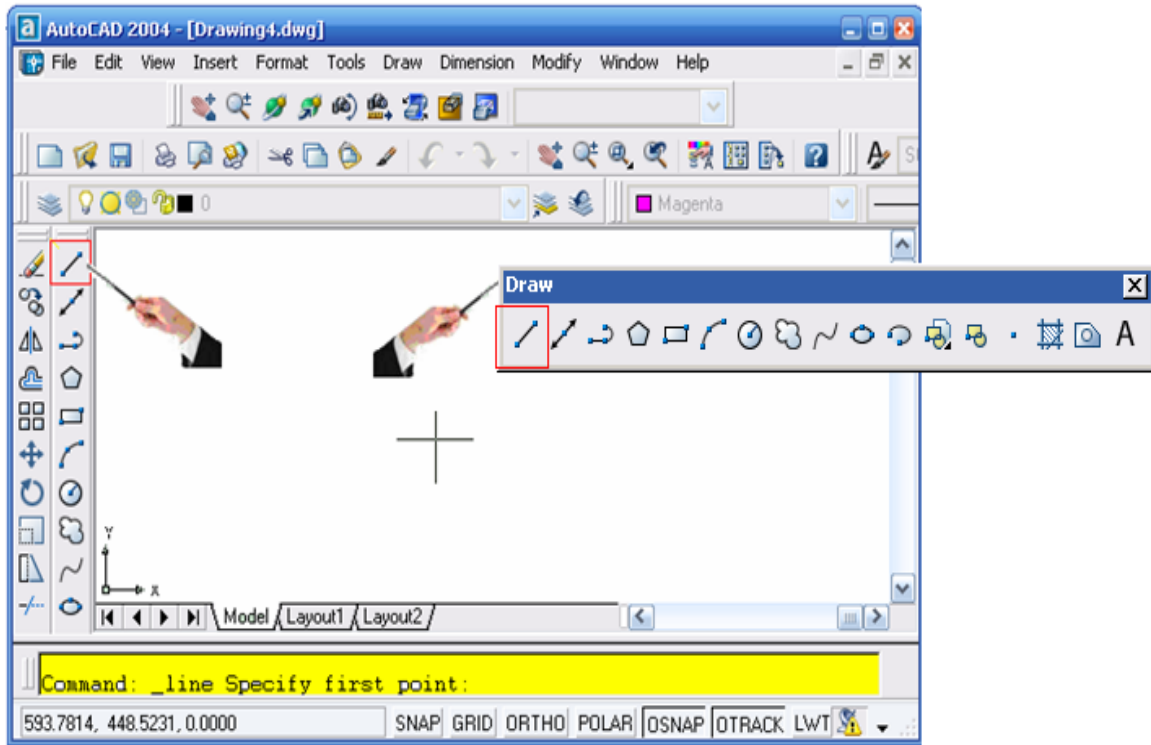 AutoCAD 2004 - [Drawing4.dwg]
File Edit View Insert Format Tools Draw Dimension Modify Window Help
0 Magenta
Draw
A
Y
X
Model Layout1 Layout2
Command: _line Specify first point:
593.7814, 448.5231, 0.0000 SNAP GRID ORTHO POLAR OSNAP OTRACK LWT